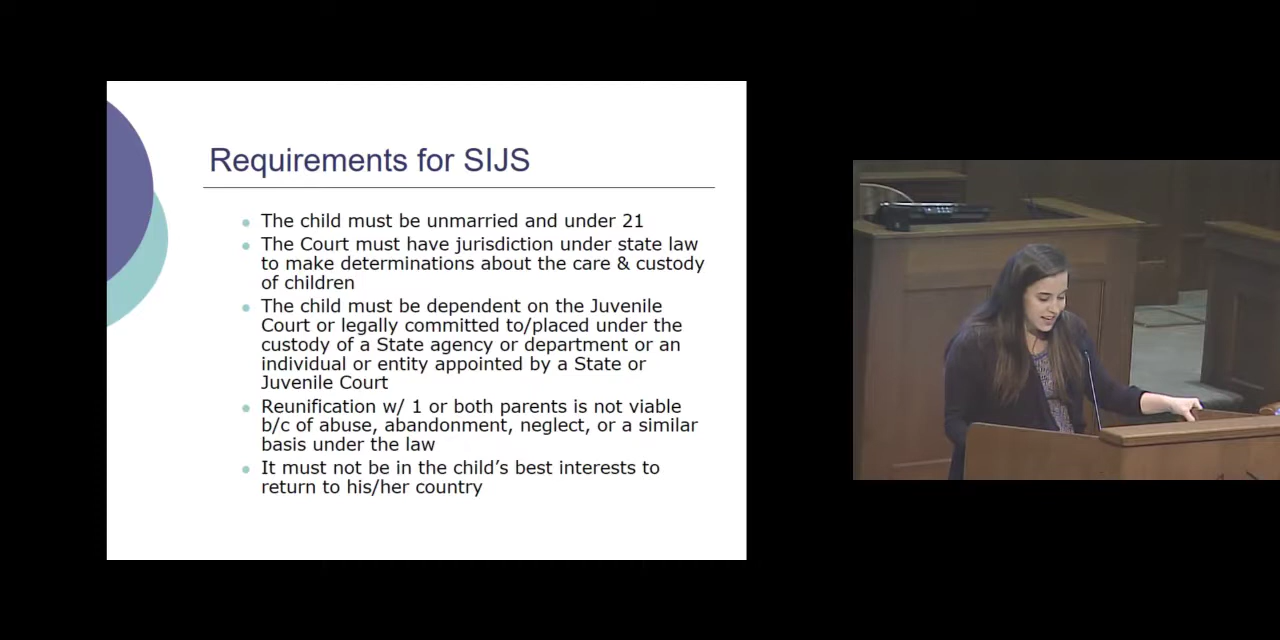 Requirements for SIJS
The child must be unmarried and under 21
The Court must have jurisdiction under state law
to make determinations about the care & custody
of children
The child must be dependent on the Juvenile
Court or legally committed to/placed under the
custody of a State agency or department or an
individual or entity appointed by a State or
Juvenile Court
Reunification w/ 1 or both parents is not viable
b/c of abuse, abandonment, neglect, or a similar
basis under the law
It must not be in the child's best interests to
return to his/her country